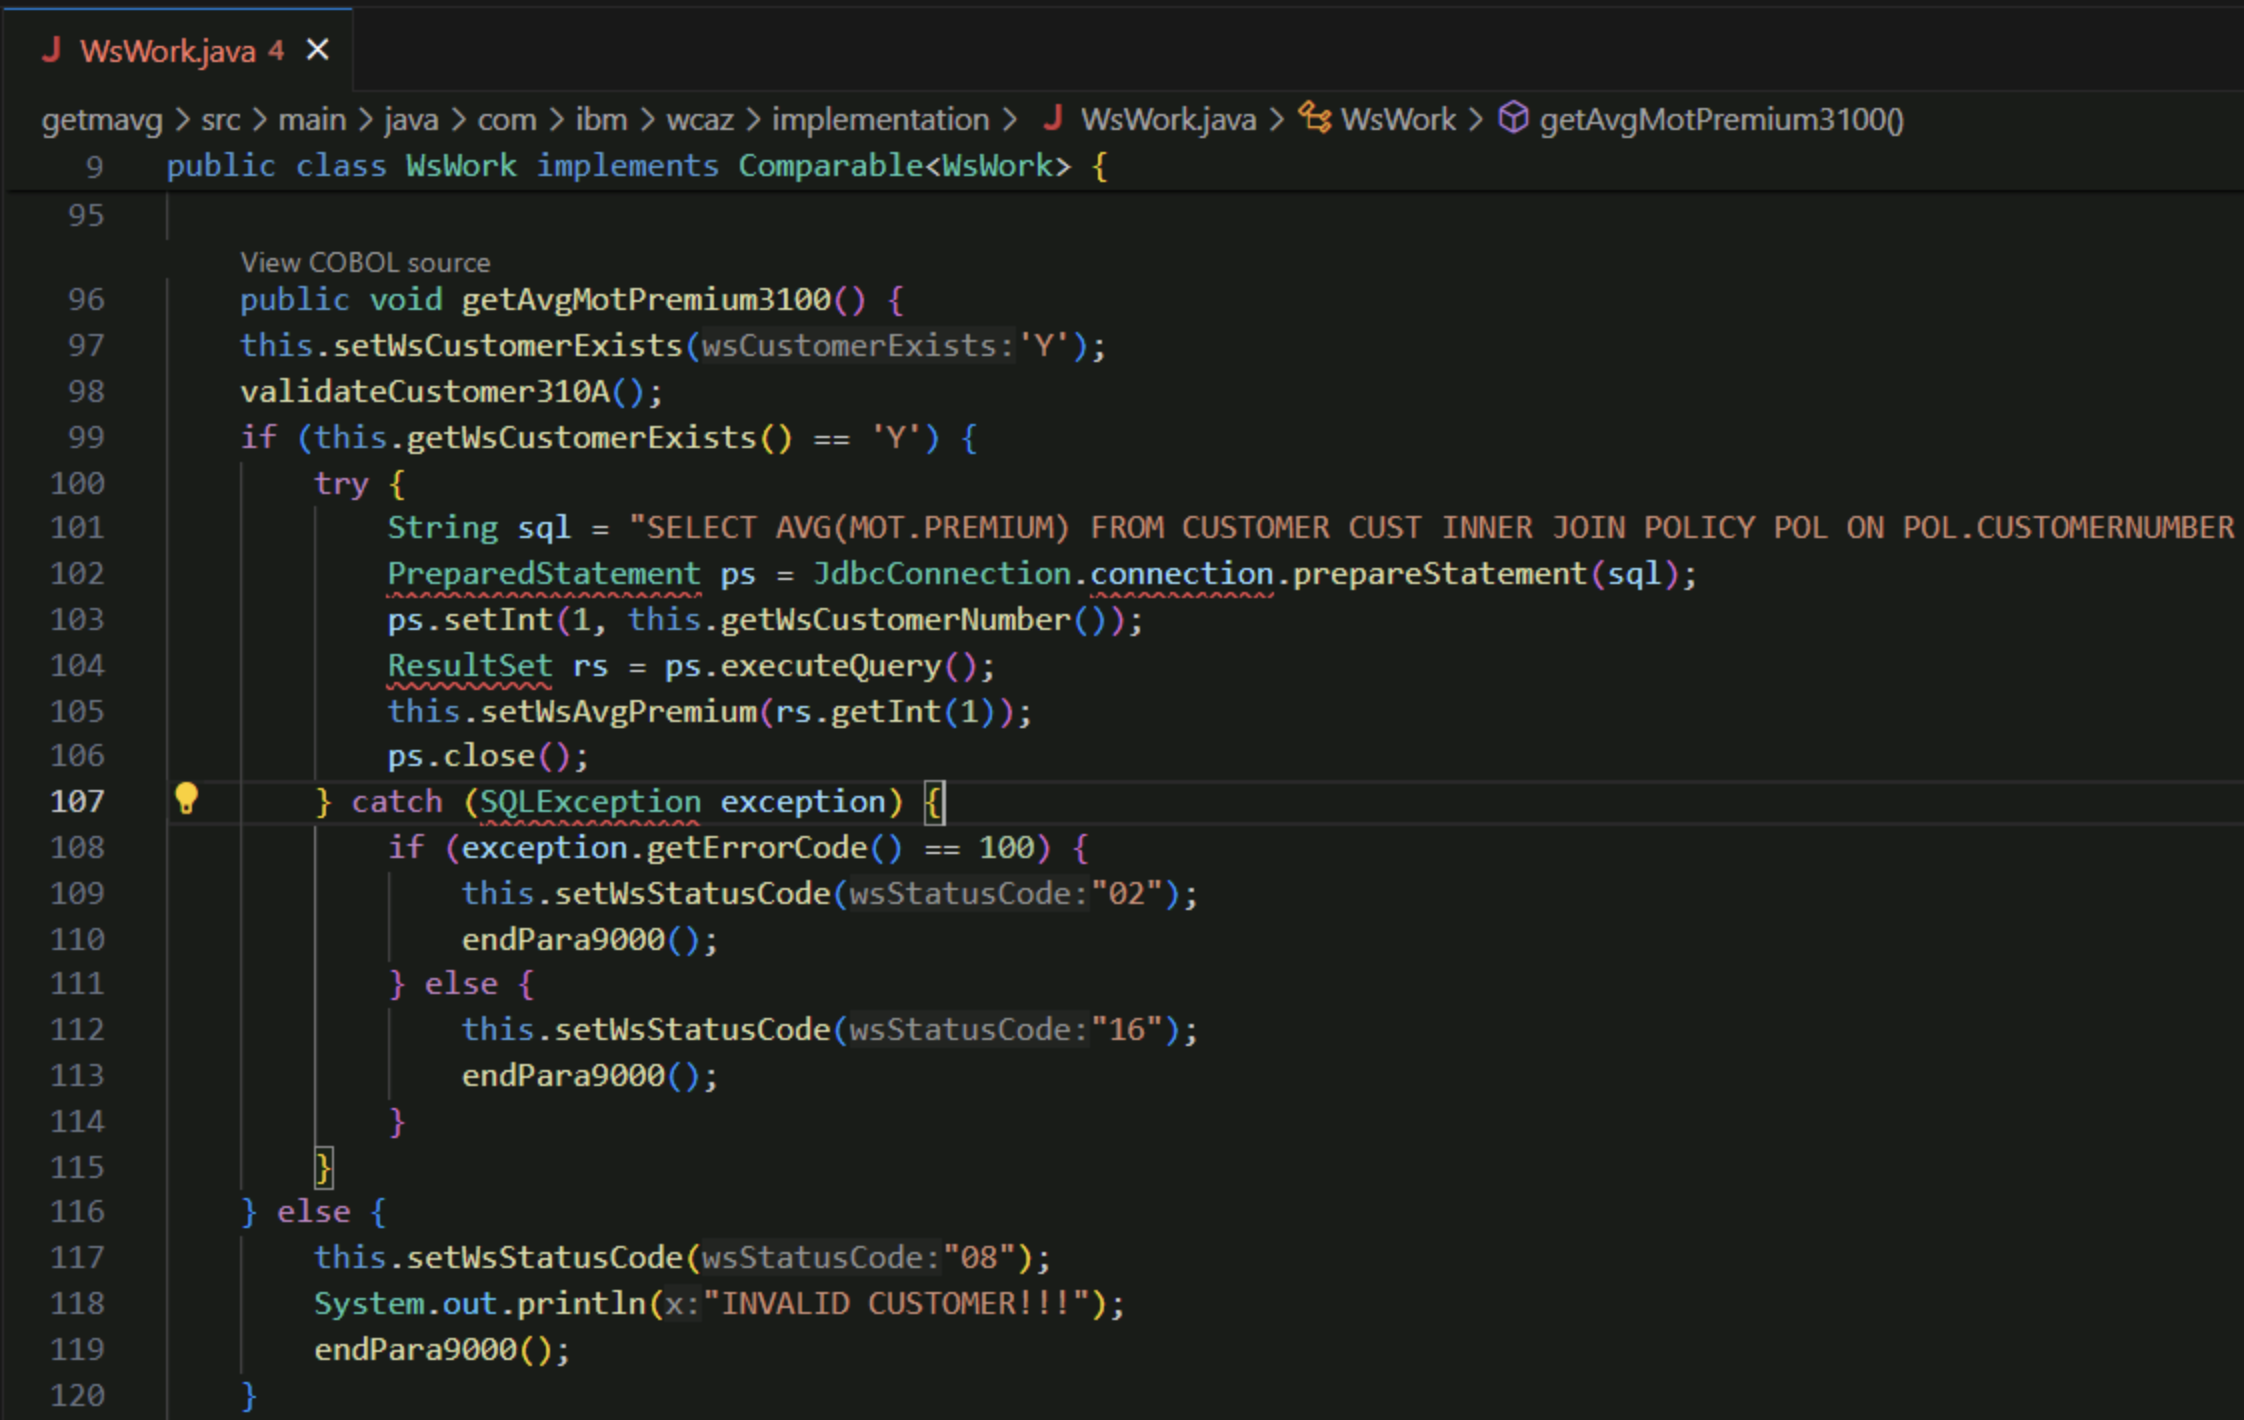 WsWork.java 4
getmavg > src > main > java > com > ibm > wcaz > implementation > WsWork.java > WsWork > getAvgMotPremium3100()
9 public class WsWork implements Comparable<WsWork> {
95
View COBOL source
96 public void getAvgMotPremium3100() {
97 this.setWsCustomerExists(wsCustomerExists:'Y');
98 validateCustomer310A();
99 if (this.getWsCustomerExists() == 'Y') {
100 try {
101 String sql = "SELECT AVG(MOT.PREMIUM) FROM CUSTOMER CUST INNER JOIN POLICY POL ON POL.CUSTOMERNUMBER
102 PreparedStatement ps = JdbcConnection.connection.prepareStatement(sql);
103 ps.setInt(1, this.getWsCustomerNumber());
104 ResultSet rs = ps.executeQuery();
105 this.setWsAvgPremium(rs.getInt(1));
106 ps.close();
107 } catch (SQLException exception) {
108 if (exception.getErrorCode() == 100) {
109 this.setWsStatusCode(wsStatusCode:"02");
110 endPara9000();
111 } else {
112 this.setWsStatusCode(wsStatusCode:"16");
113 endPara9000();
114 }
115 }
116 } else {
117 this.setWsStatusCode(wsStatusCode:"08");
118 System.out.println(x:"INVALID CUSTOMER!!!");
119 endPara9000();
120 }